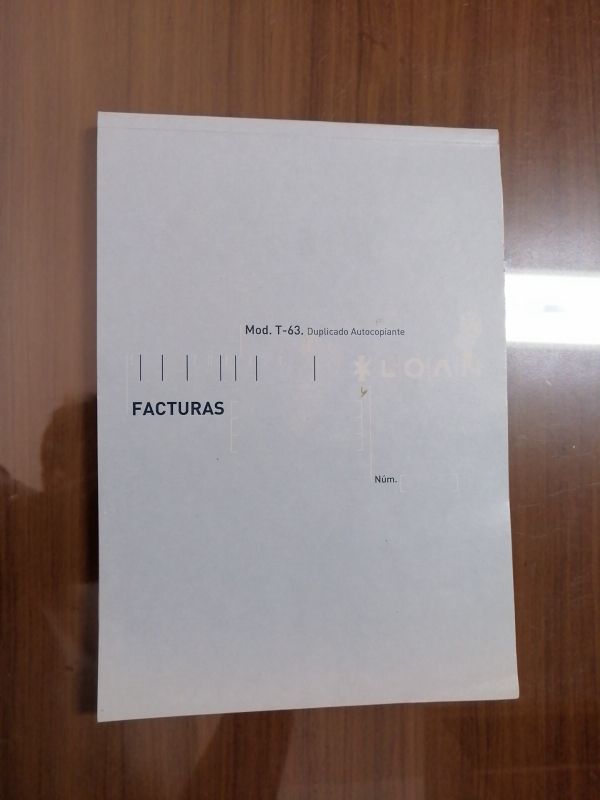 Mod. T-63. Duplicado Autocopiante
FACTURAS
Núm.